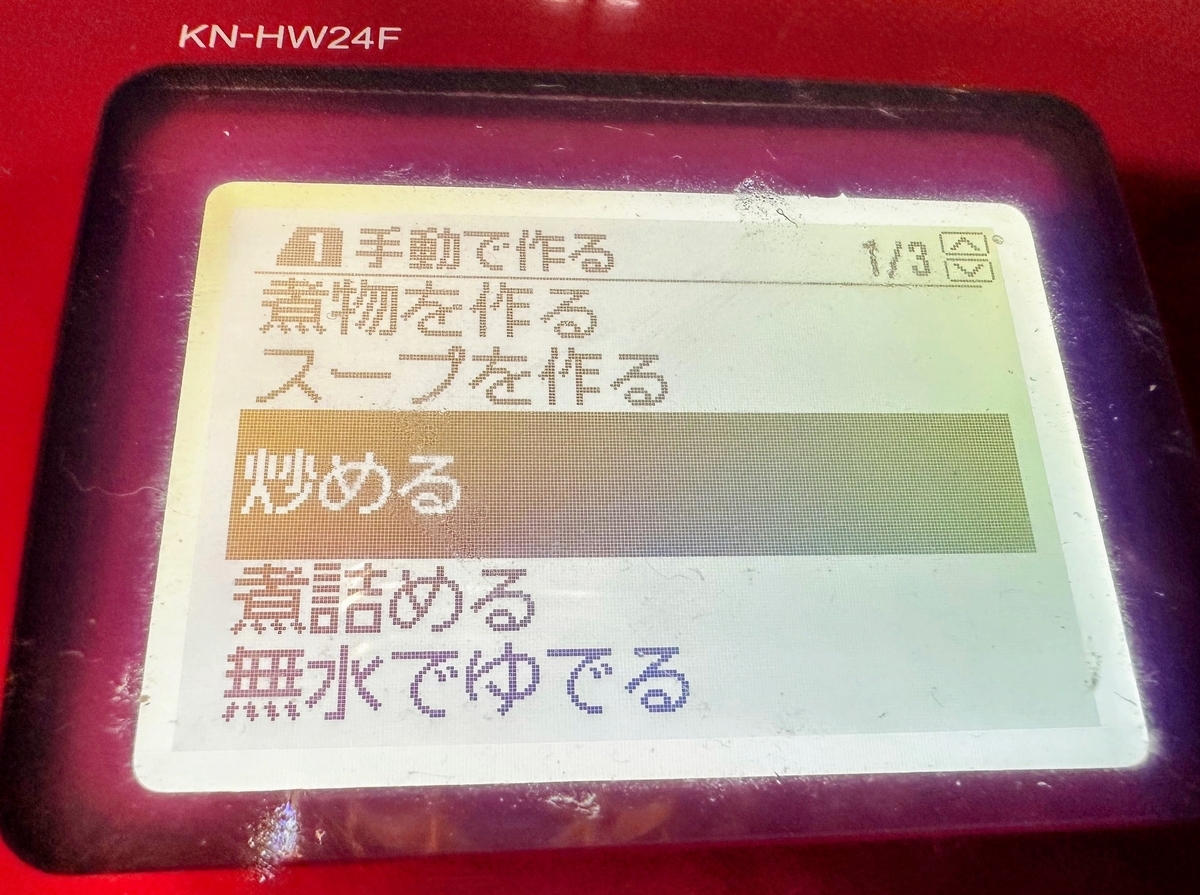 KN-HW24F
1 手動で作る 1/3
煮物を作る
スープを作る
炒める
煮詰める
無水でゆでる